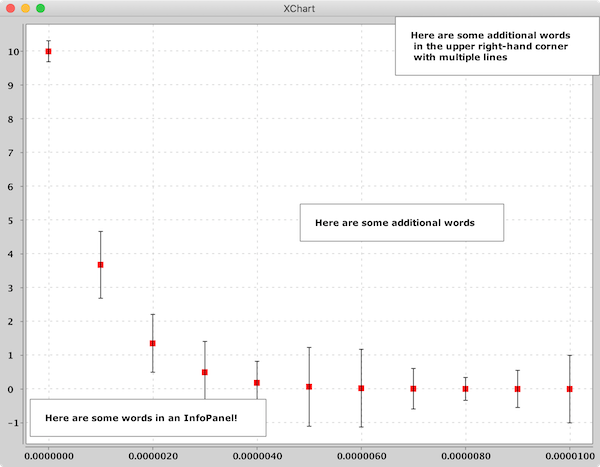 XChart
Here are some additional words
in the upper right-hand corner
with multiple lines
10
9
8
7
6
5
Here are some additional words
4
3
2
1
0
-1
Here are some words in an InfoPanel!
0.0000000 0.0000020 0.0000040 0.0000060 0.0000080 0.0000100